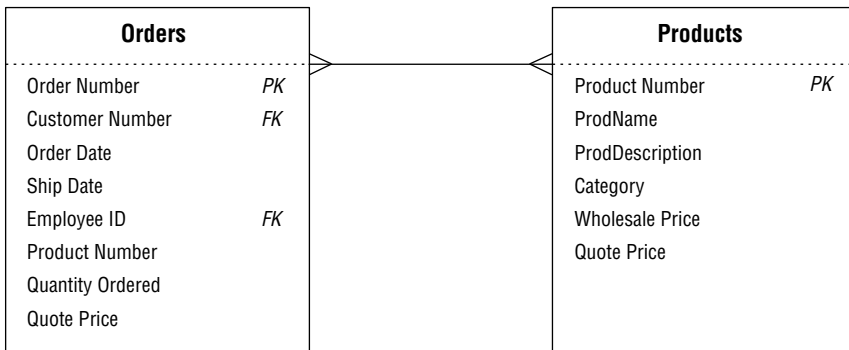 Orders
Order Number PK
Customer Number FK
Order Date
Ship Date
Employee ID FK
Product Number
Quantity Ordered
Quote Price
Products
Product Number PK
ProdName
ProdDescription
Category
Wholesale Price
Quote Price